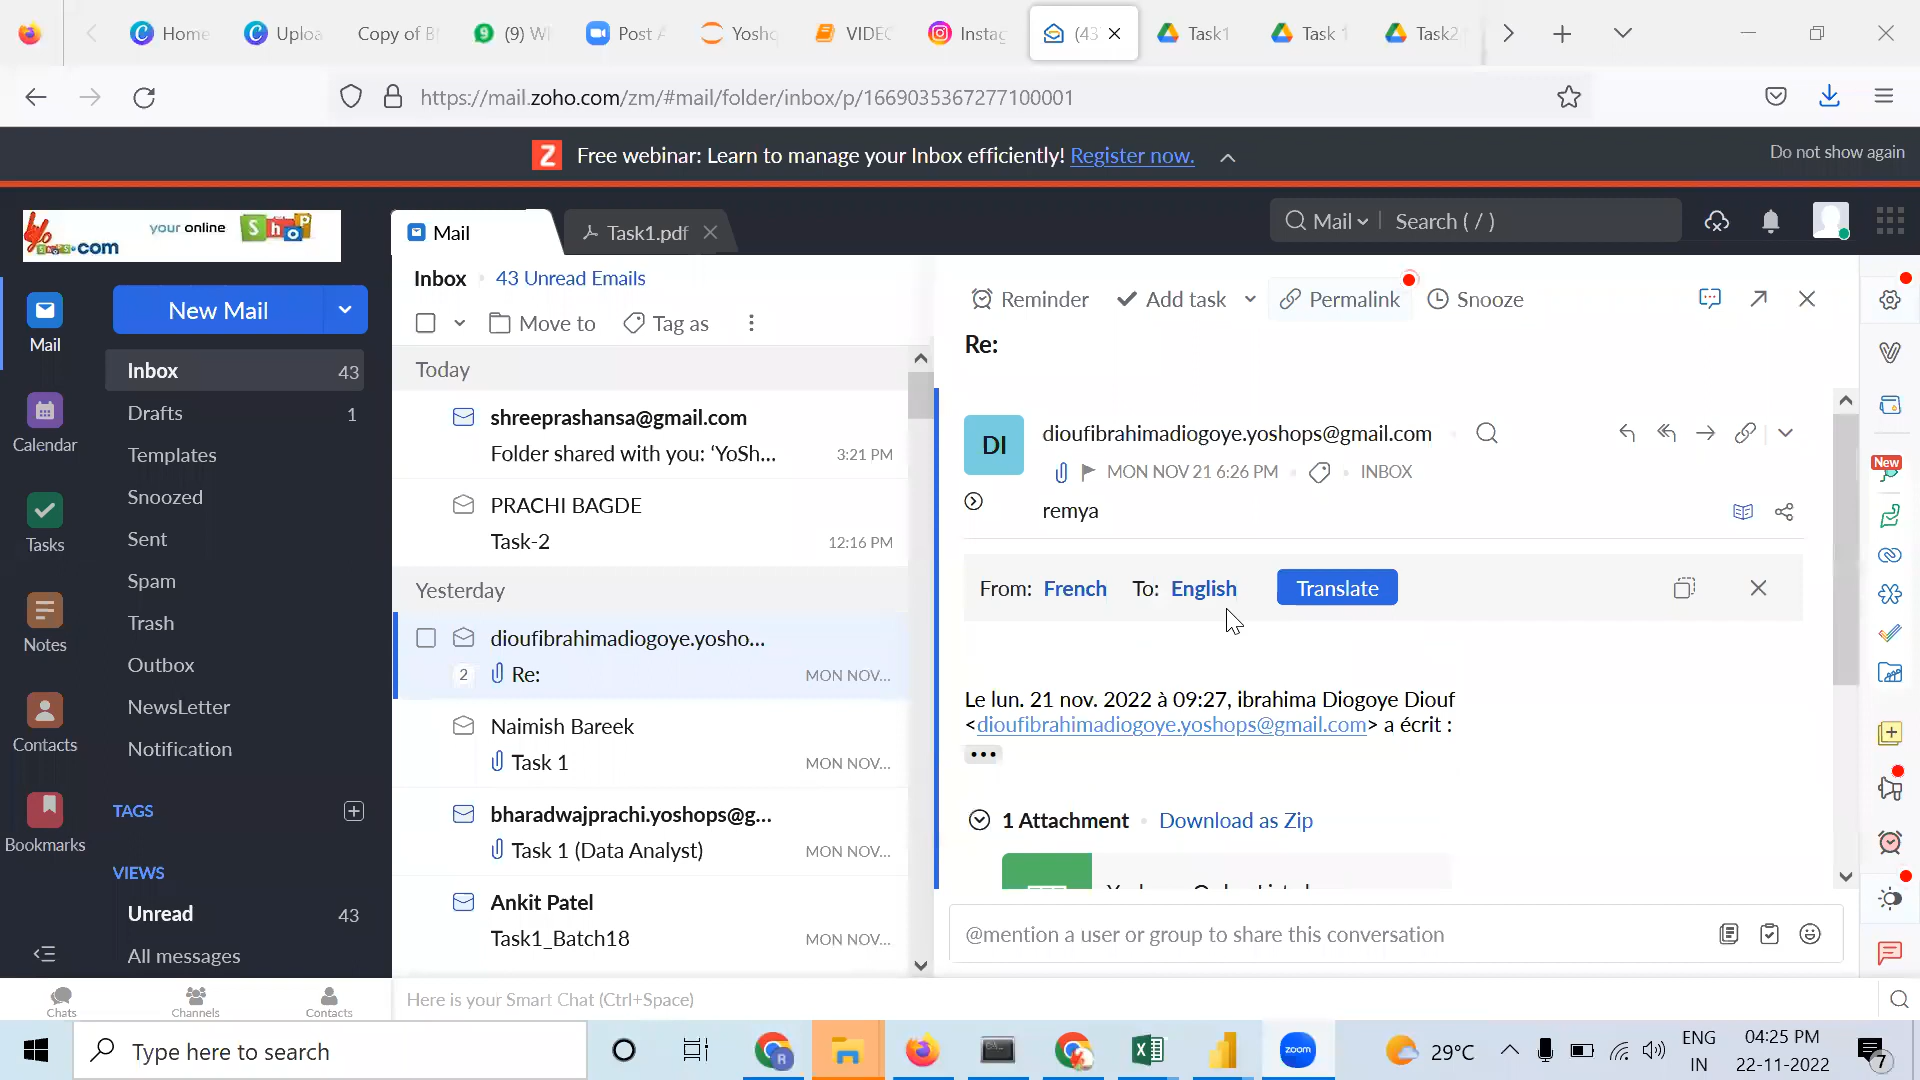 Home
Uploa
Copy of B
9 (9) W
Post A
Yosho
VIDEO
Instag
(43
Task1
Task 1
Task2
https://mail.zoho.com/zm/#mail/folder/inbox/p/1669035367277100001
Z Free webinar: Learn to manage your Inbox efficiently! Register now.
Do not show again
your online Shop
.com
Mail
Task1.pdf
Mail
Search ( / )
Inbox
43 Unread Emails
Move to
Tag as
Reminder
Add task
Permalink
Snooze
New Mail
Mail
Calendar
Tasks
Notes
Contacts
Bookmarks
Inbox 43
Drafts 1
Templates
Snoozed
Sent
Spam
Trash
Outbox
NewsLetter
Notification
TAGS
VIEWS
Unread 43
All messages
Today
shreeprashansa@gmail.com
Folder shared with you: ‘YoSh... 3:21 PM
PRACHI BAGDE
Task-2 12:16 PM
Yesterday
dioufibrahimadiogoye.yosho...
2 Re: MON NOV...
Naimish Bareek
Task 1 MON NOV...
bharadwajprachi.yoshops@g...
Task 1 (Data Analyst) MON NOV...
Ankit Patel
Task1_Batch18 MON NOV...
Re:
DI
dioufibrahimadiogoye.yoshops@gmail.com
MON NOV 21 6:26 PM INBOX
remya
From: French To: English Translate
Le lun. 21 nov. 2022 à 09:27, ibrahima Diogoye Diouf
<dioufibrahimadiogoye.yoshops@gmail.com> a écrit :
•••
1 Attachment Download as Zip
@mention a user or group to share this conversation
New
Chats
Channels
Contacts
Here is your Smart Chat (Ctrl+Space)
Type here to search
zoom
29°C
ENG
IN
04:25 PM
22-11-2022
7